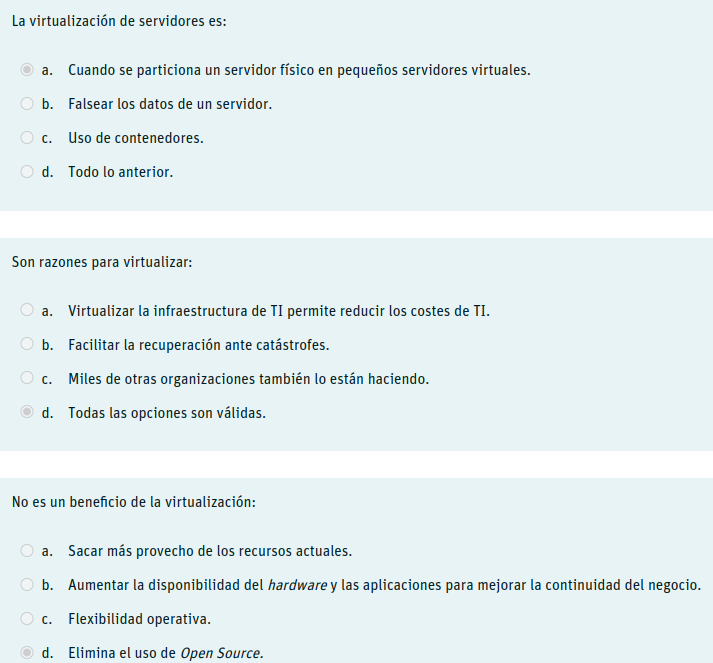 La virtualización de servidores es:
a. Cuando se particiona un servidor físico en pequeños servidores virtuales.
b. Falsear los datos de un servidor.
c. Uso de contenedores.
d. Todo lo anterior.
Son razones para virtualizar:
a. Virtualizar la infraestructura de TI permite reducir los costes de TI.
b. Facilitar la recuperación ante catástrofes.
c. Miles de otras organizaciones también lo están haciendo.
d. Todas las opciones son válidas.
No es un beneficio de la virtualización:
a. Sacar más provecho de los recursos actuales.
b. Aumentar la disponibilidad del hardware y las aplicaciones para mejorar la continuidad del negocio.
c. Flexibilidad operativa.
d. Elimina el uso de Open Source.